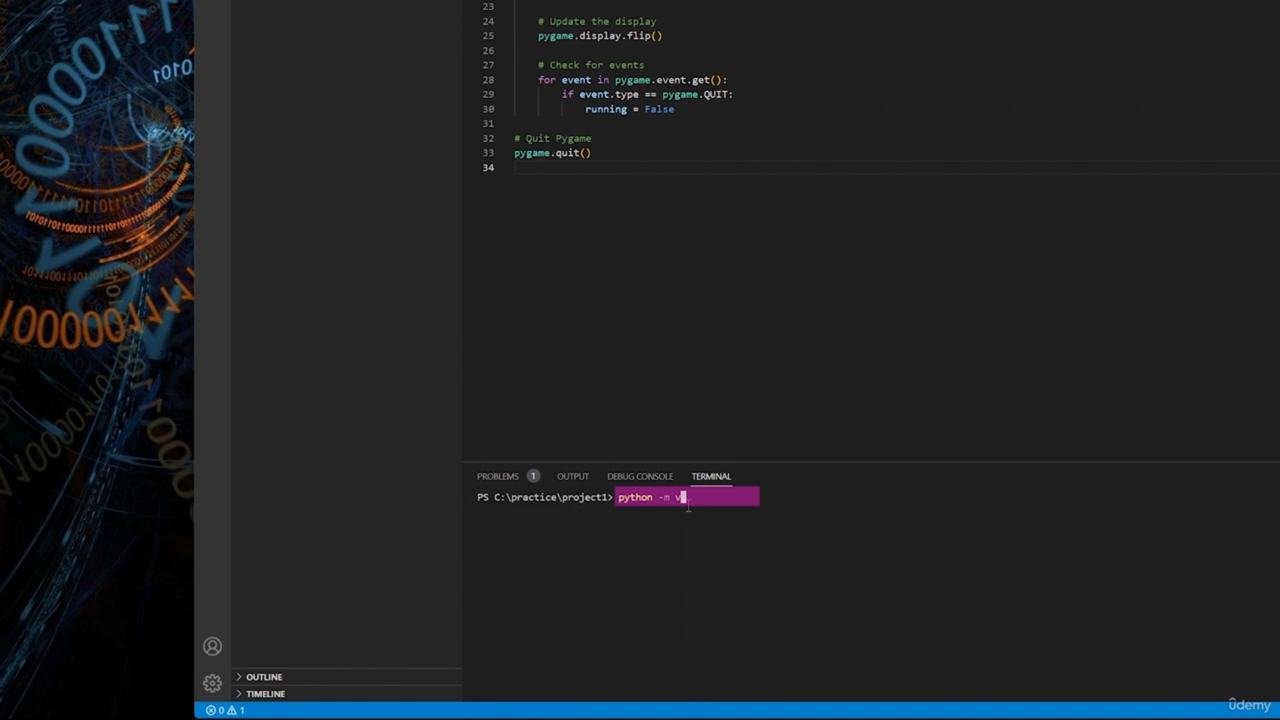 23
24 # Update the display
25 pygame.display.flip()
26
27 # Check for events
28 for event in pygame.event.get():
29 if event.type == pygame.QUIT:
30 running = False
31
32 # Quit Pygame
33 pygame.quit()
34
PROBLEMS 1 OUTPUT DEBUG CONSOLE TERMINAL
PS C:\practice\project1> python -m v
OUTLINE
TIMELINE
0 1
udemy